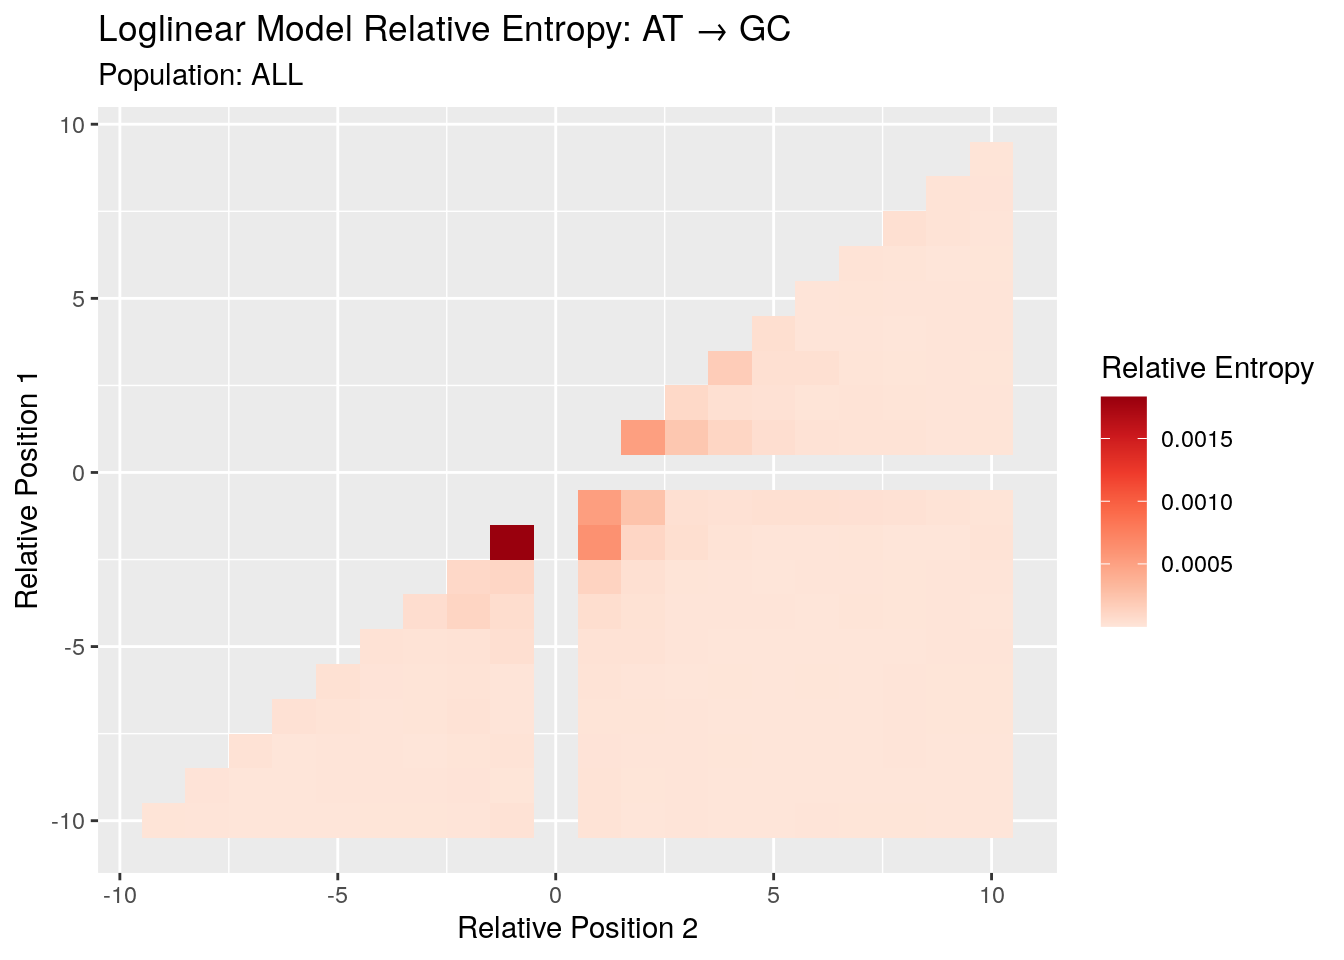 Loglinear Model Relative Entropy: AT → GC
Population: ALL
Relative Position 1
10
5
0
-5
-10
-10
-5
0
5
10
Relative Position 2
Relative Entropy
0.0015
0.0010
0.0005